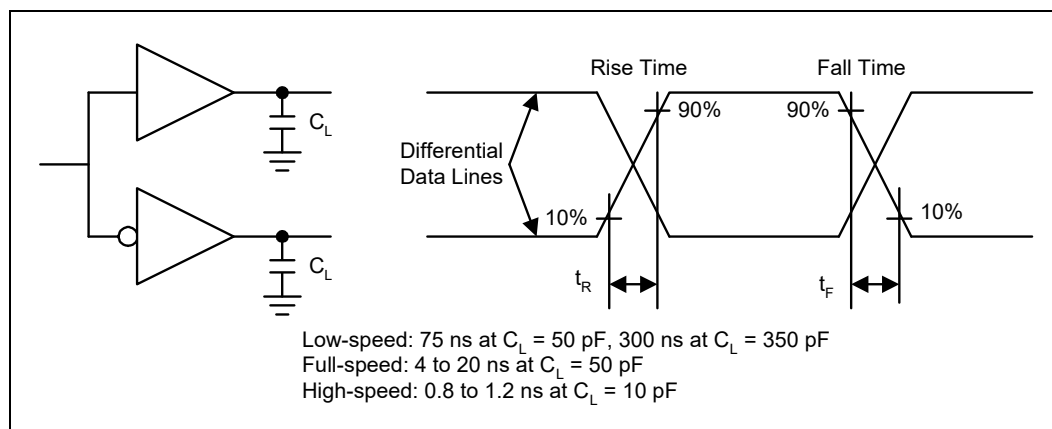 Rise Time
Fall Time
90%
90%
C_L
Differential
Data Lines
10%
10%
C_L
t_R
t_F
Low-speed: 75 ns at C_L = 50 pF, 300 ns at C_L = 350 pF
Full-speed: 4 to 20 ns at C_L = 50 pF
High-speed: 0.8 to 1.2 ns at C_L = 10 pF